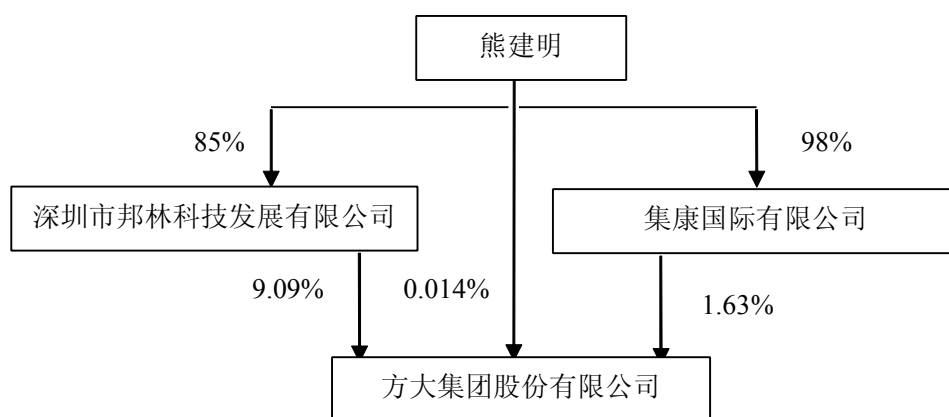 熊建明
85%
98%
深圳市邦林科技发展有限公司
集康国际有限公司
9.09%
0.014%
1.63%
方大集团股份有限公司